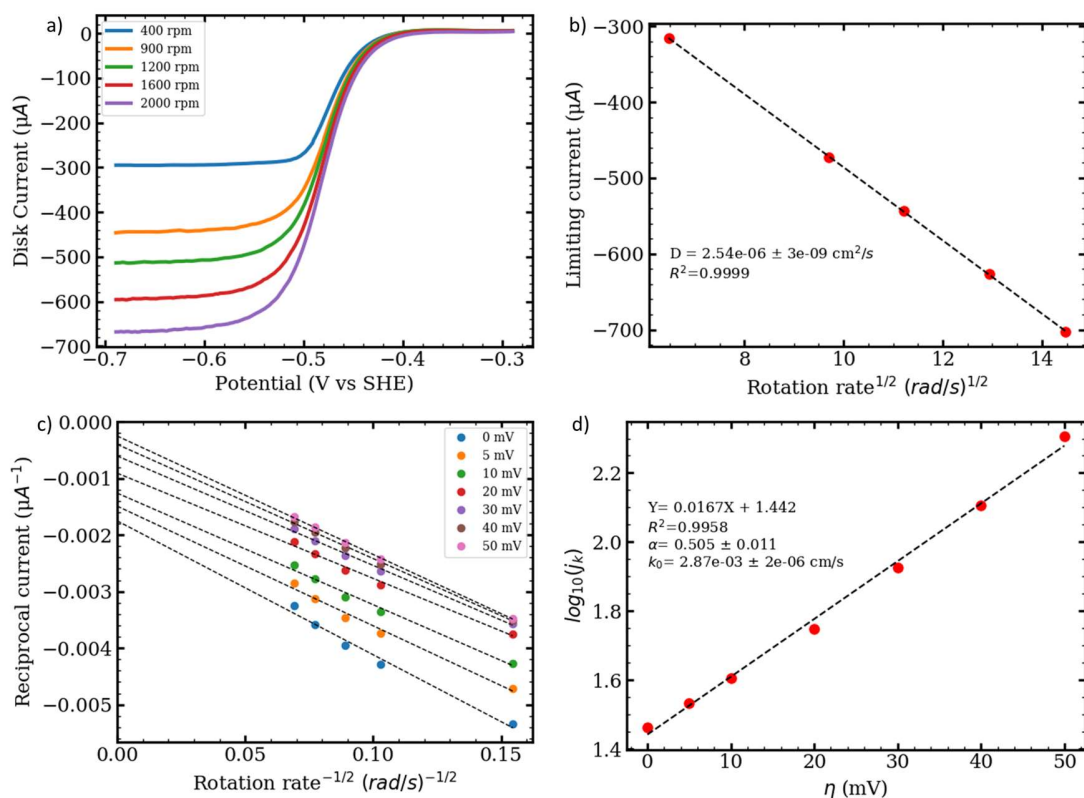 a)
400 rpm
900 rpm
1200 rpm
1600 rpm
2000 rpm
0
−100
−200
−300
−400
−500
−600
−700
Disk Current (µA)
−0.7
−0.6
−0.5
−0.4
−0.3
Potential (V vs SHE)
b)
−300
−400
−500
−600
−700
Limiting current (µA)
D = 2.54e-06 ± 3e-09 cm²/s
R²=0.9999
8
10
12
14
Rotation rate^1/2 (rad/s)^1/2
c)
0 mV
5 mV
10 mV
20 mV
30 mV
40 mV
50 mV
0.000
−0.001
−0.002
−0.003
−0.004
−0.005
Reciprocal current (µA⁻¹)
0.00
0.05
0.10
0.15
Rotation rate^−1/2 (rad/s)^−1/2
d)
2.2
2.0
1.8
1.6
1.4
log₁₀(jₖ)
Y= 0.0167X + 1.442
R²=0.9958
α= 0.505 ± 0.011
k₀= 2.87e-03 ± 2e-06 cm/s
0
10
20
30
40
50
η (mV)